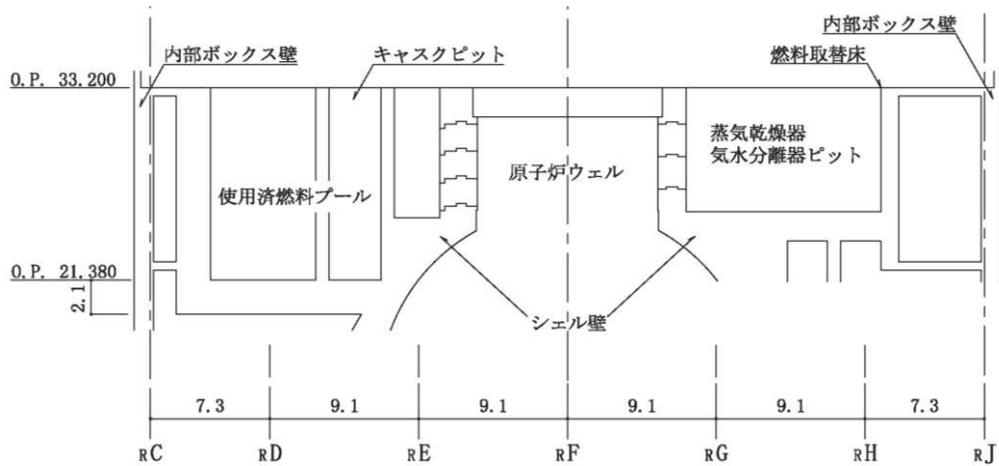 内部ボックス壁
内部ボックス壁
キャスクピット
燃料取替床
O.P. 33.200
蒸気乾燥器
気水分離器ピット
原子炉ウェル
使用済燃料プール
O.P. 21.380
2.1
シェル壁
7.3 9.1 9.1 9.1 9.1 7.3
RC RD RE RF RG RH RJ